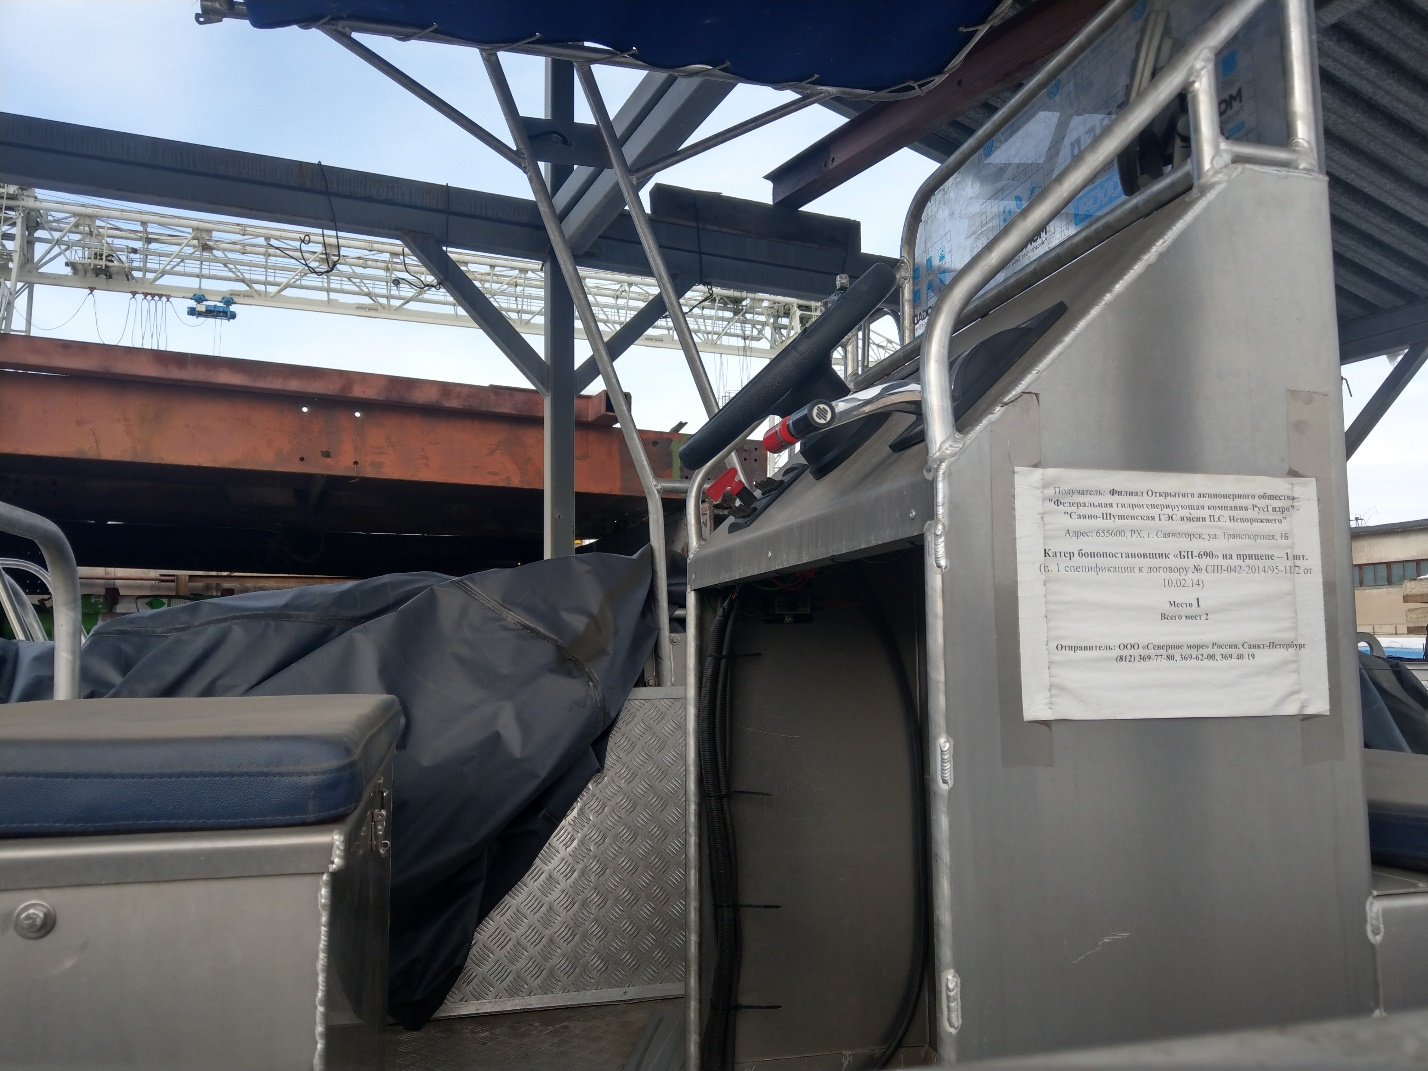 Получатель: Филиал Открытого акционерного общества
"Федеральная гидрогенерирующая компания-РусГидро" -
"Саяно-Шушенская ГЭС имени П.С. Непорожнего"
Адрес: 655600, РХ, г. Саяногорск, ул. Транспортная, 1Б
Катер бонопостановщик «БП-690» на прицепе – 1 шт.
(п. 1 спецификации к договору № СШ-042-2014/95-11/2 от
10.02.14)
Место 1
Всего мест 2
Отправитель: ООО «Северное море» Россия, Санкт-Петербург
(812) 369-77-80, 369-62-00, 369-40-19